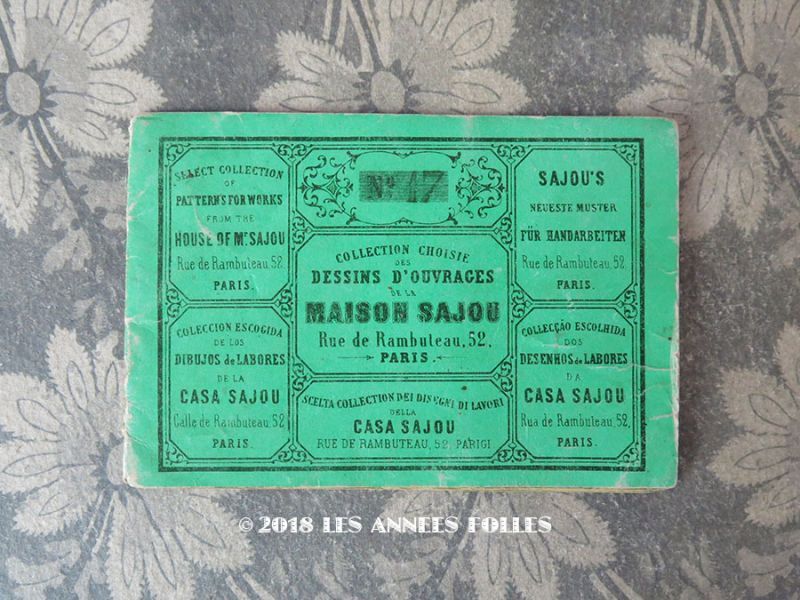 SELECT COLLECTION
OF
PATTERNS FOR WORKS
FROM THE
HOUSE OF Mr. SAJOU
Rue de Rambuteau, 52
PARIS.
No 47
SAJOU'S
NEUESTE MUSTER
FÜR HANDARBEITEN
Rue de Rambuteau, 52
PARIS.
COLLECTION CHOISIE
DES
DESSINS D'OUVRAGES
DE LA
MAISON SAJOU
Rue de Rambuteau, 52,
PARIS.
COLECCION ESCOGIDA
DE LOS
DIBUJOS de LABORES
DE LA
CASA SAJOU
Calle de Rambuteau, 52
PARIS.
COLLECÇÃO ESCOLHIDA
DOS
DESENHOS de LABORES
DA
CASA SAJOU
Rua de Rambuteau, 52
PARIS.
SCELTA COLLECTION DEI DISEGNI DI LAVORI
DELLA
CASA SAJOU
RUE DE RAMBUTEAU, 52, PARIGI
© 2018 LES ANNEES FOLLES